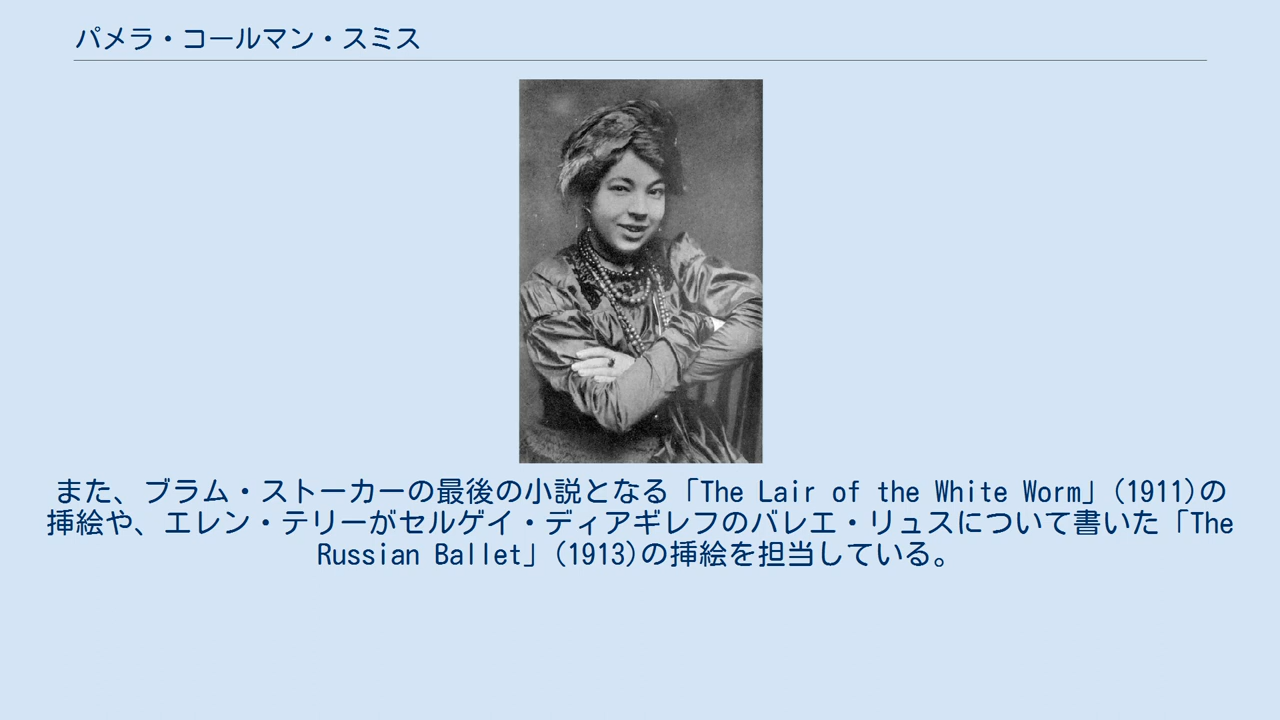 パメラ・コールマン・スミス
また、ブラム・ストーカーの最後の小説となる「The Lair of the White Worm」(1911)の
挿絵や、エレン・テリーがセルゲイ・ディアギレフのバレエ・リュスについて書いた「The
Russian Ballet」(1913)の挿絵を担当している。